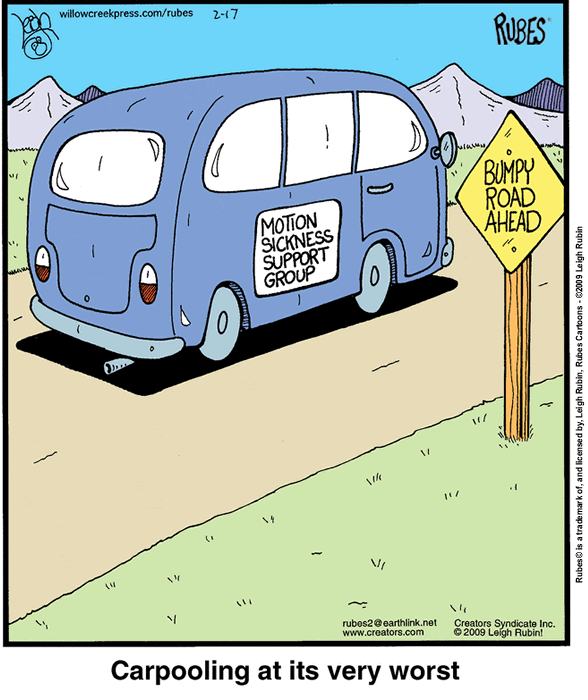 willowcreekpress.com/rubes 2-17
RUBES®
BUMPY
ROAD
AHEAD
MOTION
SICKNESS
SUPPORT
GROUP
Rubes© is a trademark of, and licensed by, Leigh Rubin, Rubes Cartoons - ©2009 Leigh Rubin
rubes2@earthlink.net
www.creators.com
Creators Syndicate Inc.
© 2009 Leigh Rubin!
Carpooling at its very worst